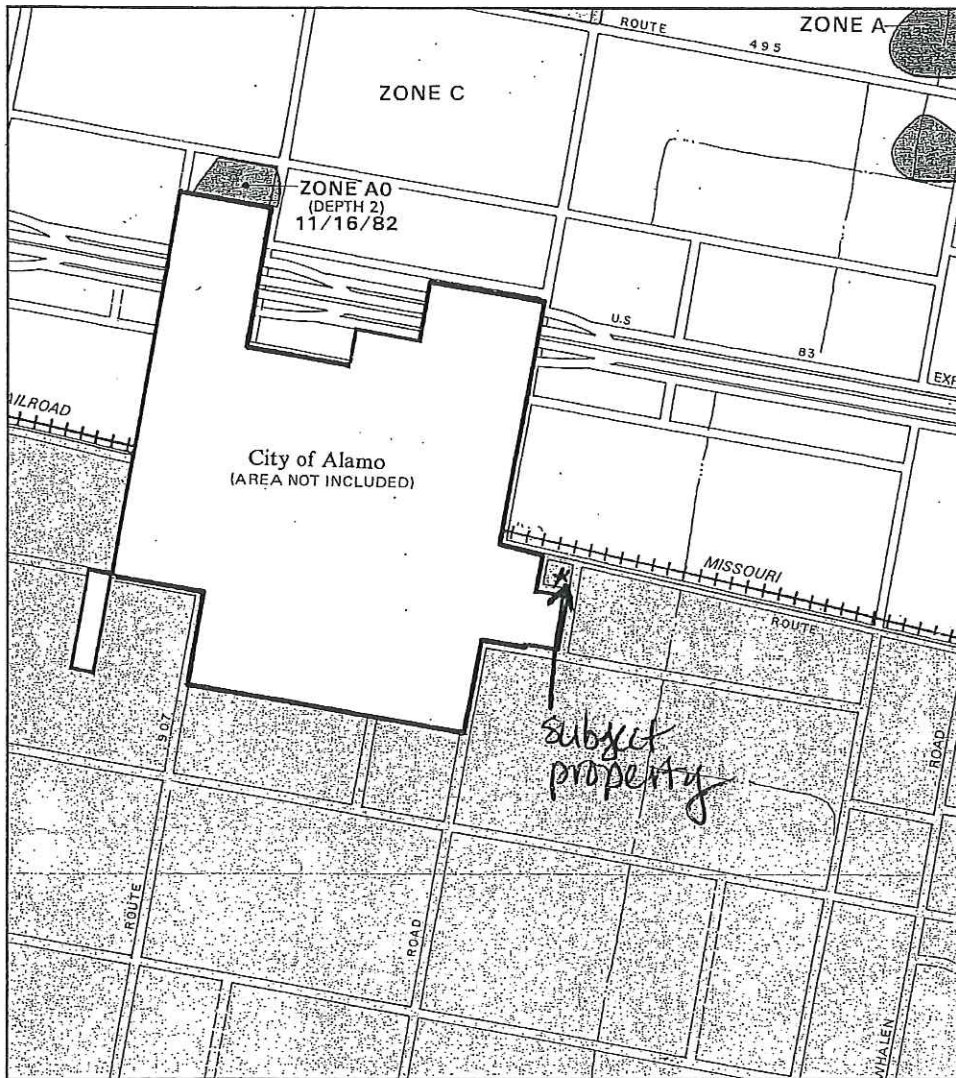 ROUTE 495
ZONE A
ZONE C
ZONE AO
(DEPTH 2)
11/16/82
U.S 83
EXP
AILROAD
City of Alamo
(AREA NOT INCLUDED)
MISSOURI
ROUTE
subject
property
907
ROAD
ROUTE
ROAD
WHALEN